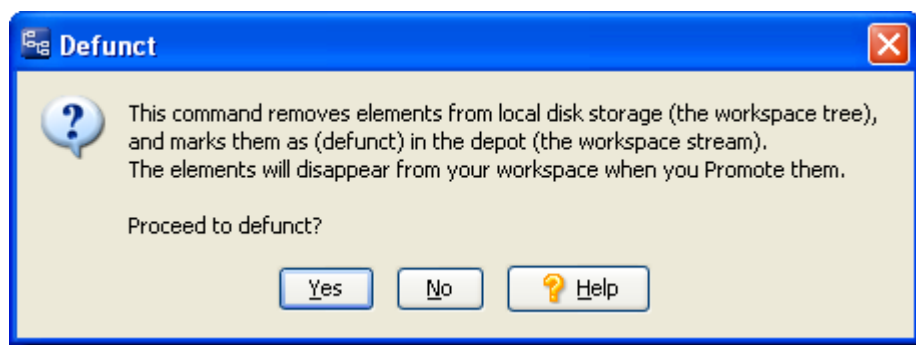 Defunct
This command removes elements from local disk storage (the workspace tree),
and marks them as (defunct) in the depot (the workspace stream).
The elements will disappear from your workspace when you Promote them.
Proceed to defunct?
Yes No Help